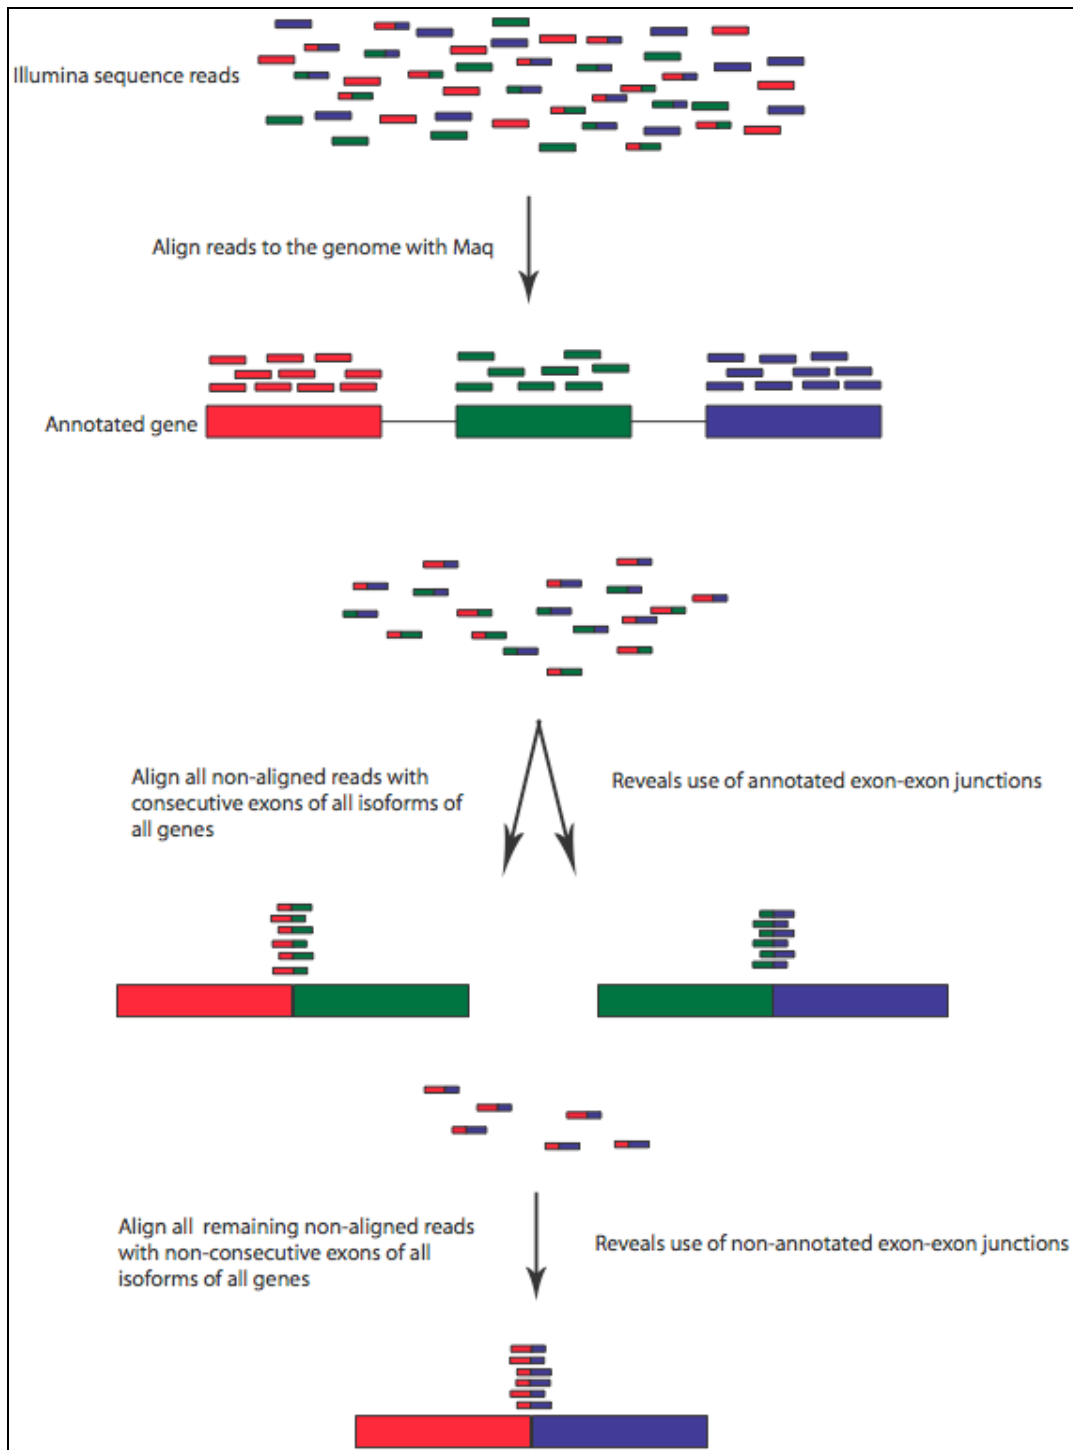 Illumina sequence reads
Align reads to the genome with Maq
Annotated gene
Align all non-aligned reads with
consecutive exons of all isoforms of
all genes
Reveals use of annotated exon-exon junctions
Align all  remaining non-aligned reads
with non-consecutive exons of all
isoforms of all genes
Reveals use of non-annotated exon-exon junctions